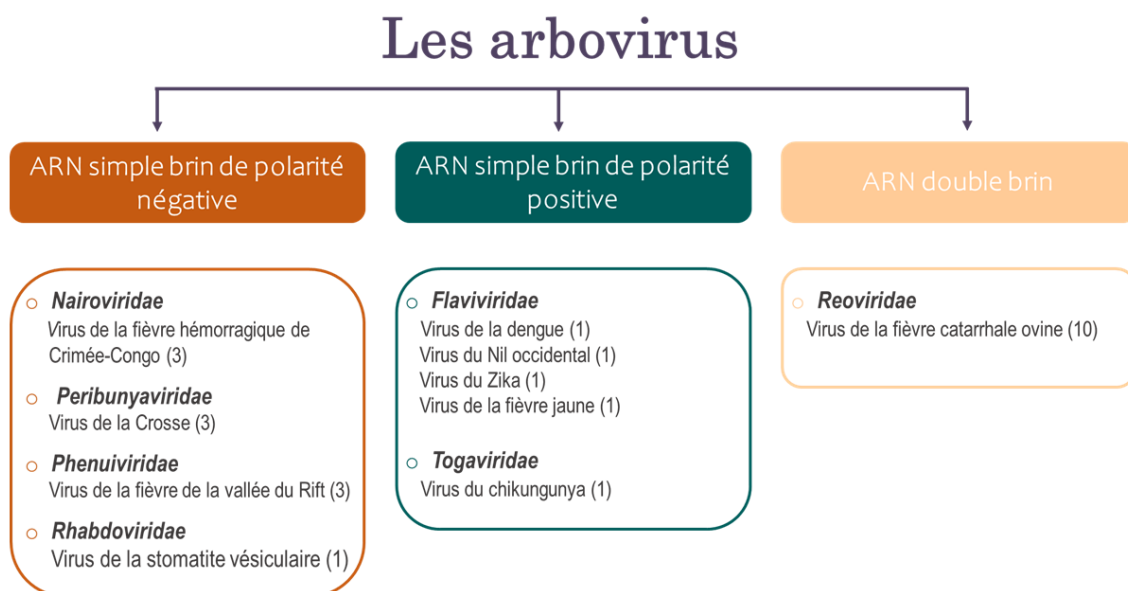 Les arbovirus
ARN simple brin de polarité
négative
ARN simple brin de polarité
positive
ARN double brin
○ Nairoviridae
Virus de la fièvre hémorragique de
Crimée-Congo (3)
○ Peribunyaviridae
Virus de la Crosse (3)
○ Phenuiviridae
Virus de la fièvre de la vallée du Rift (3)
○ Rhabdoviridae
Virus de la stomatite vésiculaire (1)
○ Flaviviridae
Virus de la dengue (1)
Virus du Nil occidental (1)
Virus du Zika (1)
Virus de la fièvre jaune (1)
○ Togaviridae
Virus du chikungunya (1)
○ Reoviridae
Virus de la fièvre catarrhale ovine (10)